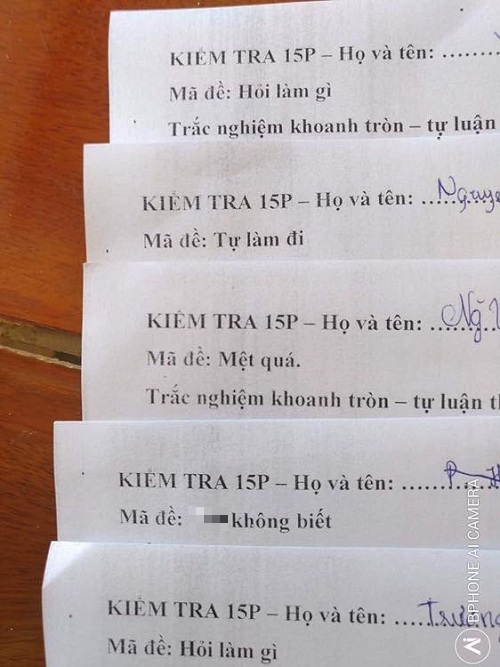 KIỂM TRA 15P – Họ và tên: ........
Mã đề: Hỏi làm gì
Trắc nghiệm khoanh tròn – tự luận
KIỂM TRA 15P – Họ và tên: ......
Mã đề: Tự làm đi
KIỂM TRA 15P – Họ và tên: ......
Mã đề: Mệt quá.
Trắc nghiệm khoanh tròn – tự luận
KIỂM TRA 15P – Họ và tên: ........
Mã đề: không biết
KIỂM TRA 15P – Họ và tên: ....Trương
Mã đề: Hỏi làm gì
BPHONE AI CAMERA